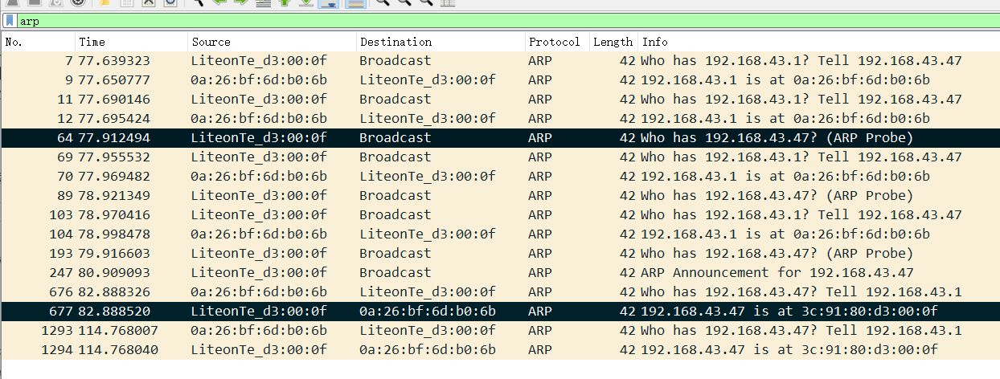 arp
No. Time Source Destination Protocol Length Info
7 77.639323 LiteonTe_d3:00:0f Broadcast ARP 42 Who has 192.168.43.1? Tell 192.168.43.47
9 77.650777 0a:26:bf:6d:b0:6b LiteonTe_d3:00:0f ARP 42 192.168.43.1 is at 0a:26:bf:6d:b0:6b
11 77.690146 LiteonTe_d3:00:0f Broadcast ARP 42 Who has 192.168.43.1? Tell 192.168.43.47
12 77.695424 0a:26:bf:6d:b0:6b LiteonTe_d3:00:0f ARP 42 192.168.43.1 is at 0a:26:bf:6d:b0:6b
64 77.912494 LiteonTe_d3:00:0f Broadcast ARP 42 Who has 192.168.43.47? (ARP Probe)
69 77.955532 LiteonTe_d3:00:0f Broadcast ARP 42 Who has 192.168.43.1? Tell 192.168.43.47
70 77.969482 0a:26:bf:6d:b0:6b LiteonTe_d3:00:0f ARP 42 192.168.43.1 is at 0a:26:bf:6d:b0:6b
89 78.921349 LiteonTe_d3:00:0f Broadcast ARP 42 Who has 192.168.43.47? (ARP Probe)
103 78.970416 LiteonTe_d3:00:0f Broadcast ARP 42 Who has 192.168.43.1? Tell 192.168.43.47
104 78.998478 0a:26:bf:6d:b0:6b LiteonTe_d3:00:0f ARP 42 192.168.43.1 is at 0a:26:bf:6d:b0:6b
193 79.916603 LiteonTe_d3:00:0f Broadcast ARP 42 Who has 192.168.43.47? (ARP Probe)
247 80.909093 LiteonTe_d3:00:0f Broadcast ARP 42 ARP Announcement for 192.168.43.47
676 82.888326 0a:26:bf:6d:b0:6b LiteonTe_d3:00:0f ARP 42 Who has 192.168.43.47? Tell 192.168.43.1
677 82.888520 LiteonTe_d3:00:0f 0a:26:bf:6d:b0:6b ARP 42 192.168.43.47 is at 3c:91:80:d3:00:0f
1293 114.768007 0a:26:bf:6d:b0:6b LiteonTe_d3:00:0f ARP 42 Who has 192.168.43.47? Tell 192.168.43.1
1294 114.768040 LiteonTe_d3:00:0f 0a:26:bf:6d:b0:6b ARP 42 192.168.43.47 is at 3c:91:80:d3:00:0f